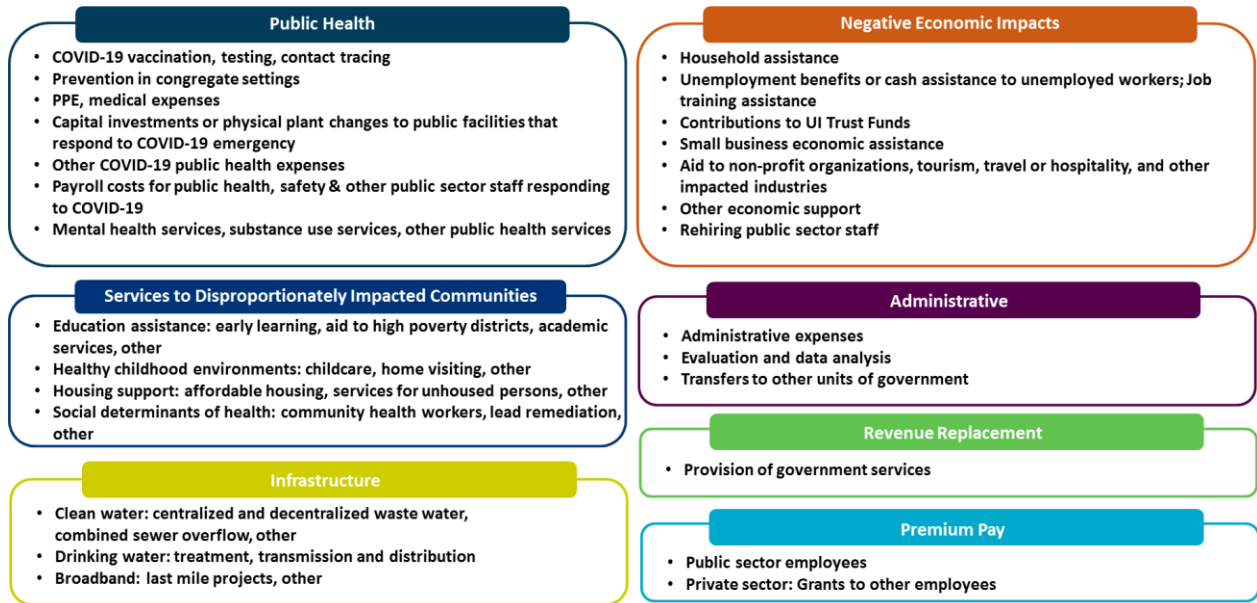 Public Health
• COVID-19 vaccination, testing, contact tracing
• Prevention in congregate settings
• PPE, medical expenses
• Capital investments or physical plant changes to public facilities that
respond to COVID-19 emergency
• Other COVID-19 public health expenses
• Payroll costs for public health, safety & other public sector staff responding
to COVID-19
• Mental health services, substance use services, other public health services
Negative Economic Impacts
• Household assistance
• Unemployment benefits or cash assistance to unemployed workers; Job
training assistance
• Contributions to UI Trust Funds
• Small business economic assistance
• Aid to non-profit organizations, tourism, travel or hospitality, and other
impacted industries
• Other economic support
• Rehiring public sector staff
Services to Disproportionately Impacted Communities
• Education assistance: early learning, aid to high poverty districts, academic
services, other
• Healthy childhood environments: childcare, home visiting, other
• Housing support: affordable housing, services for unhoused persons, other
• Social determinants of health: community health workers, lead remediation,
other
Administrative
• Administrative expenses
• Evaluation and data analysis
• Transfers to other units of government
Revenue Replacement
• Provision of government services
Infrastructure
• Clean water: centralized and decentralized waste water,
combined sewer overflow, other
• Drinking water: treatment, transmission and distribution
• Broadband: last mile projects, other
Premium Pay
• Public sector employees
• Private sector: Grants to other employees